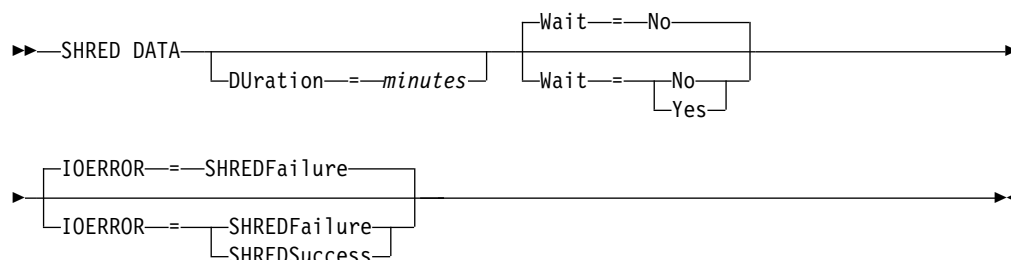 Wait = No
SHRED DATA
DUration = minutes
Wait = No
Yes
IOERROR = SHREDFailure
IOERROR = SHREDFailure
SHREDSuccess